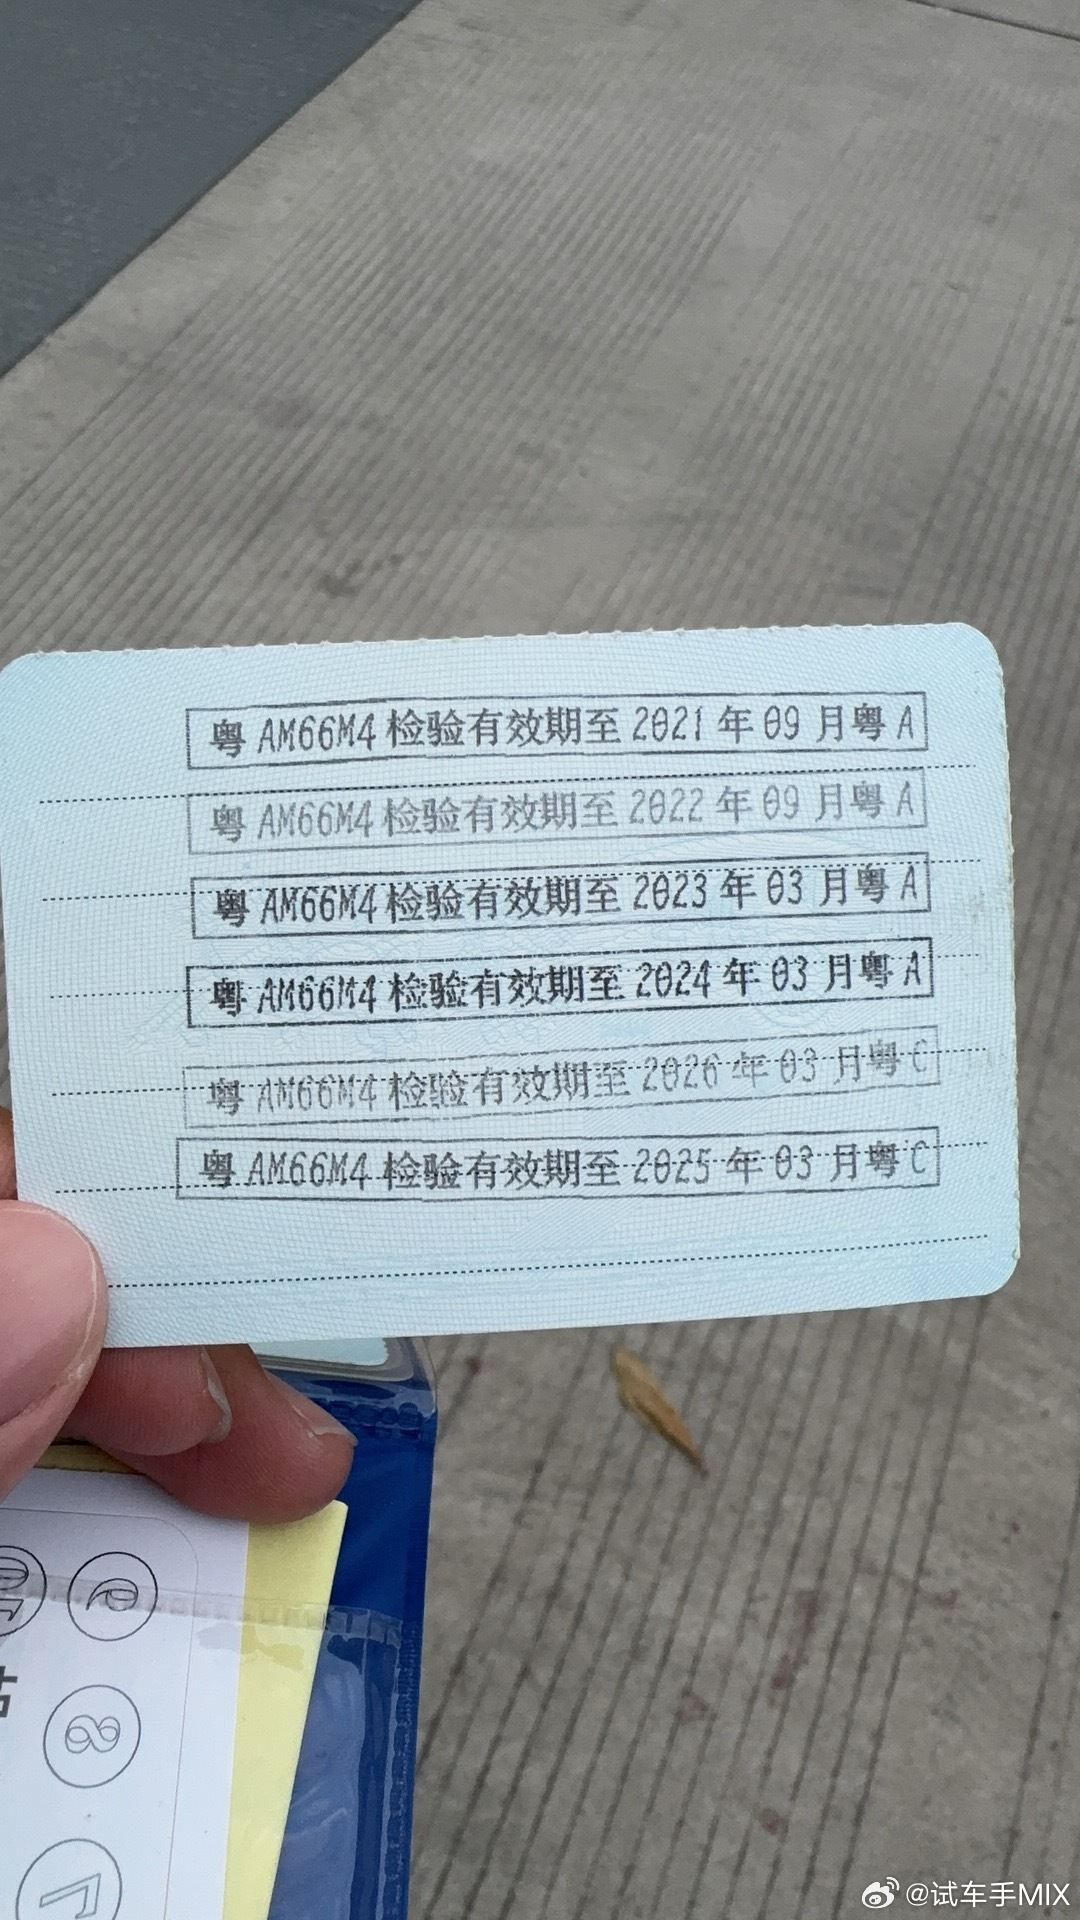 粤 AM66M4 检验有效期至 2021 年 09 月粤 A
粤 AM66M4 检验有效期至 2022 年 09 月粤 A
粤 AM66M4 检验有效期至 2023 年 03 月粤 A
粤 AM66M4 检验有效期至 2024 年 03 月粤 A
粤 AM66M4 检验有效期至 2026 年 03 月粤 C
粤 AM66M4 检验有效期至 2025 年 03 月粤 C
@试车手MIX